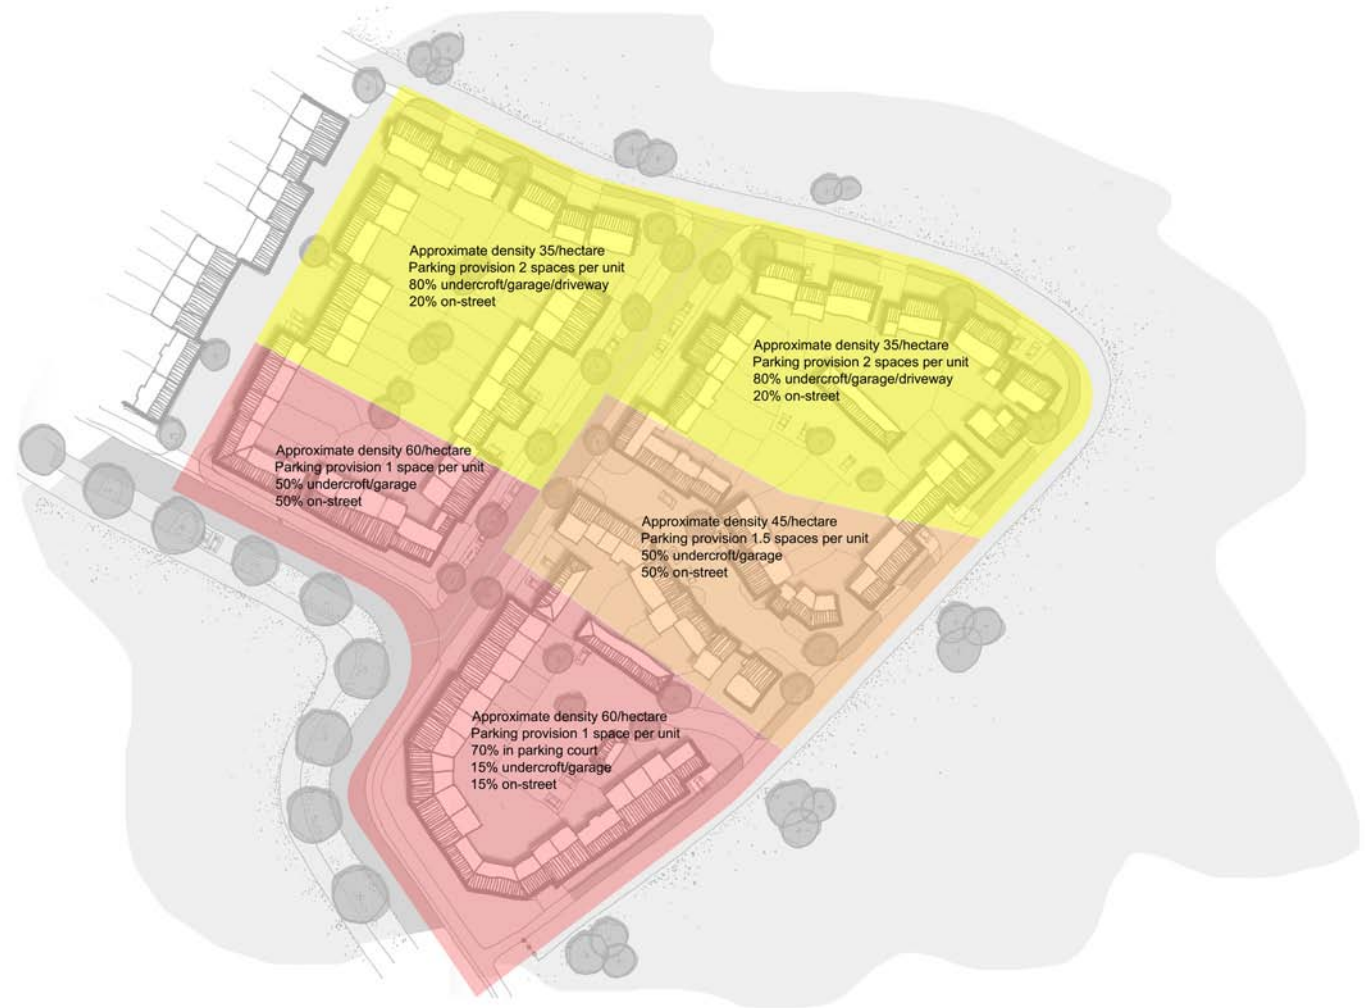 Approximate density 35/hectare
Parking provision 2 spaces per unit
80% undercroft/garage/driveway
20% on-street
Approximate density 35/hectare
Parking provision 2 spaces per unit
80% undercroft/garage/driveway
20% on-street
Approximate density 60/hectare
Parking provision 1 space per unit
50% undercroft/garage
50% on-street
Approximate density 45/hectare
Parking provision 1.5 spaces per unit
50% undercroft/garage
50% on-street
Approximate density 60/hectare
Parking provision 1 space per unit
70% in parking court
15% undercroft/garage
15% on-street